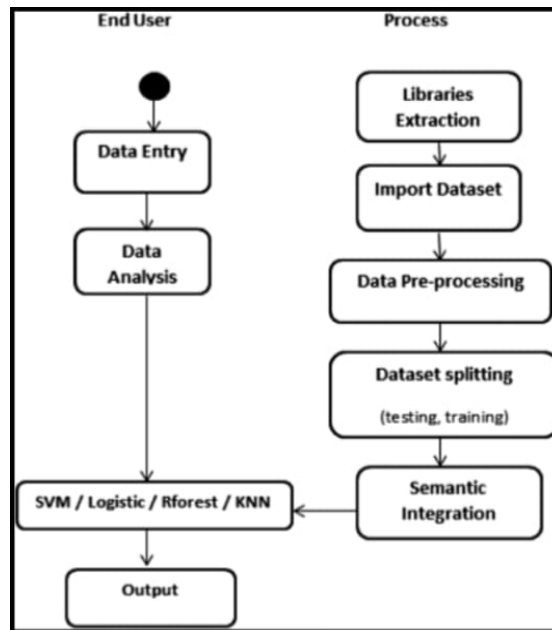 End User
Process
Data Entry
Data
Analysis
SVM / Logistic / Rforest / KNN
Output
Libraries
Extraction
Import Dataset
Data Pre-processing
Dataset splitting
(testing, training)
Semantic
Integration